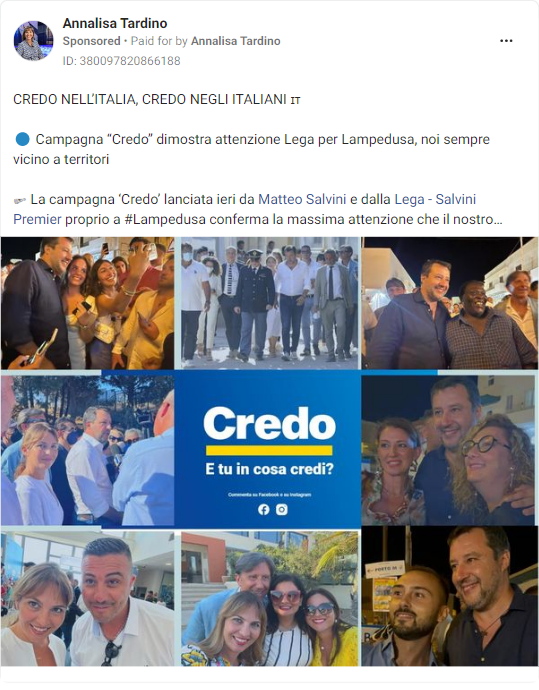 Annalisa Tardino
Sponsored • Paid for by Annalisa Tardino
ID: 380097820866188
CREDO NELL'ITALIA, CREDO NEGLI ITALIANI IT
🔵 Campagna “Credo” dimostra attenzione Lega per Lampedusa, noi sempre
vicino a territori
La campagna ‘Credo’ lanciata ieri da Matteo Salvini e dalla Lega - Salvini
Premier proprio a #Lampedusa conferma la massima attenzione che il nostro...
Credo
E tu in cosa credi?
Commenta su Facebook e su Instagram